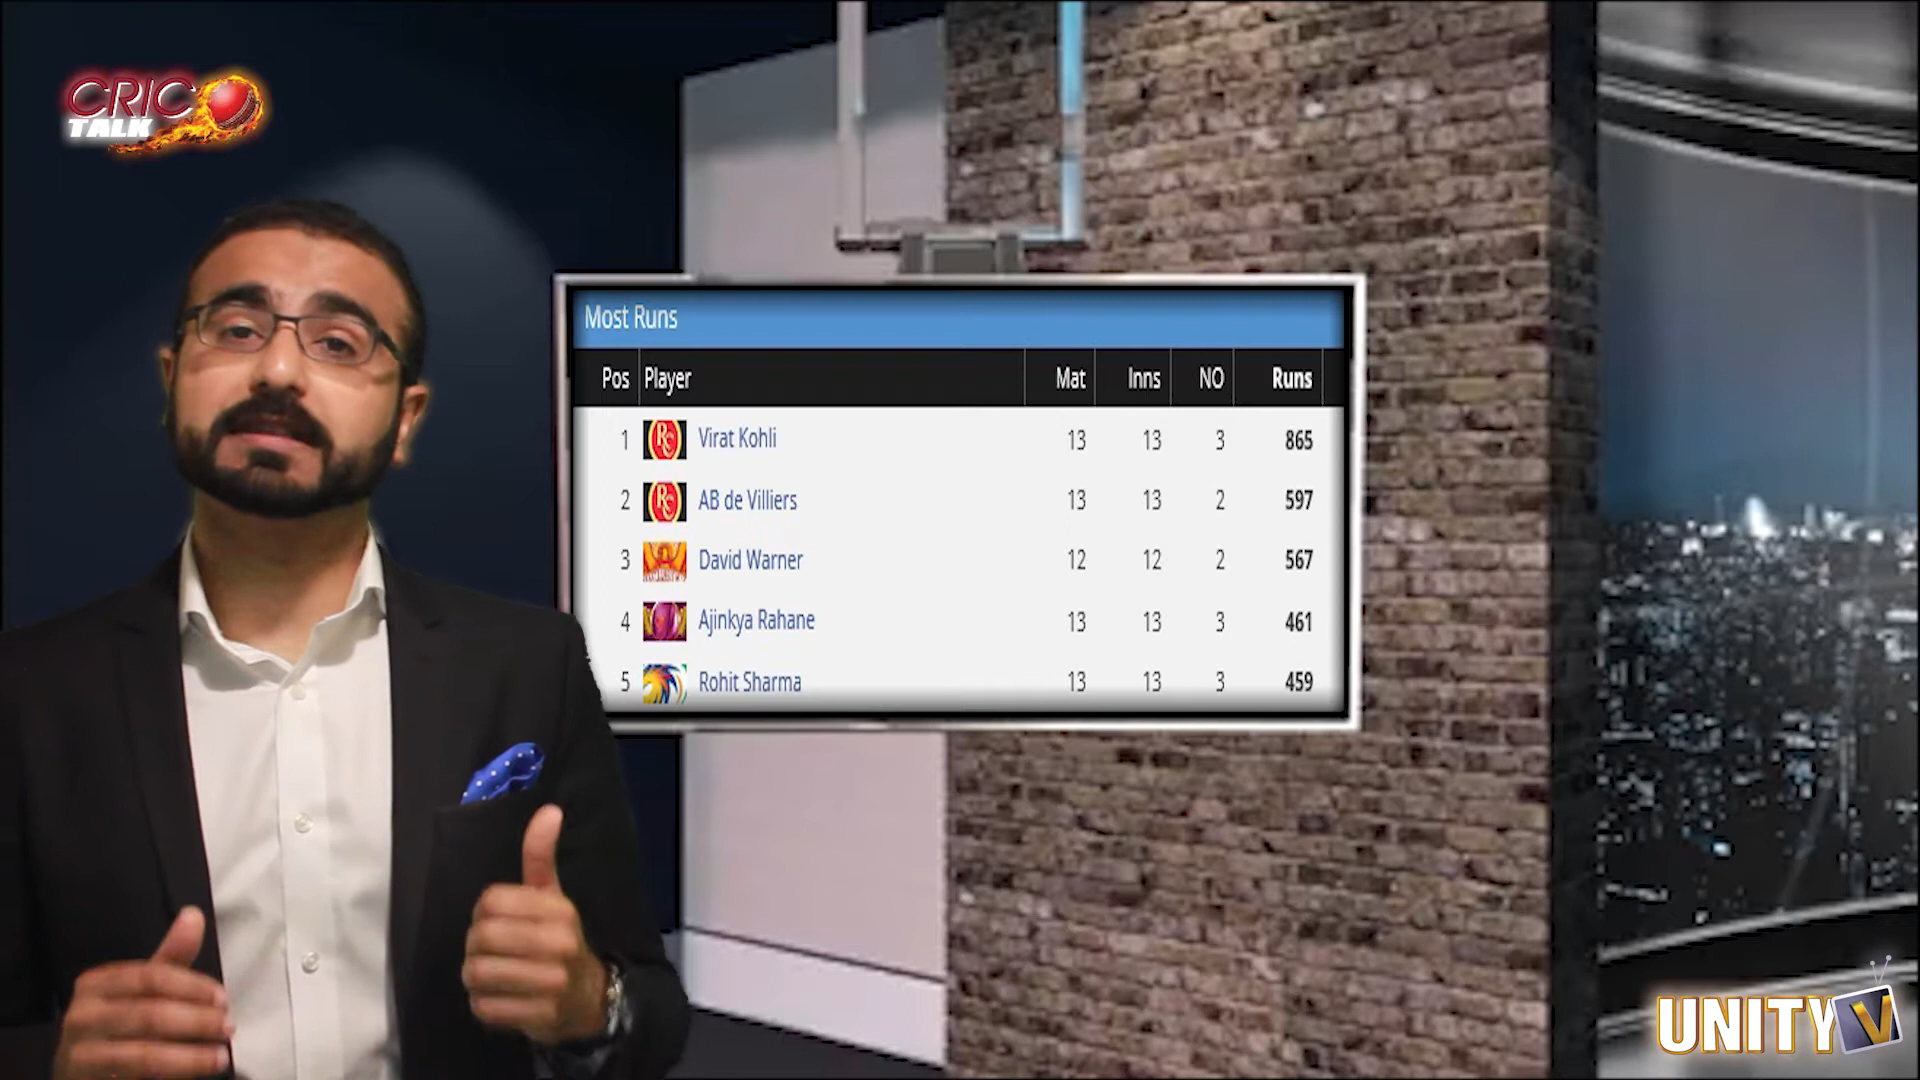 CRIC
TALK
Most Runs
Pos Player Mat Inns NO Runs
1 Virat Kohli 13 13 3 865
2 AB de Villiers 13 13 2 597
3 David Warner 12 12 2 567
4 Ajinkya Rahane 13 13 3 461
5 Rohit Sharma 13 13 3 459
UNITY V